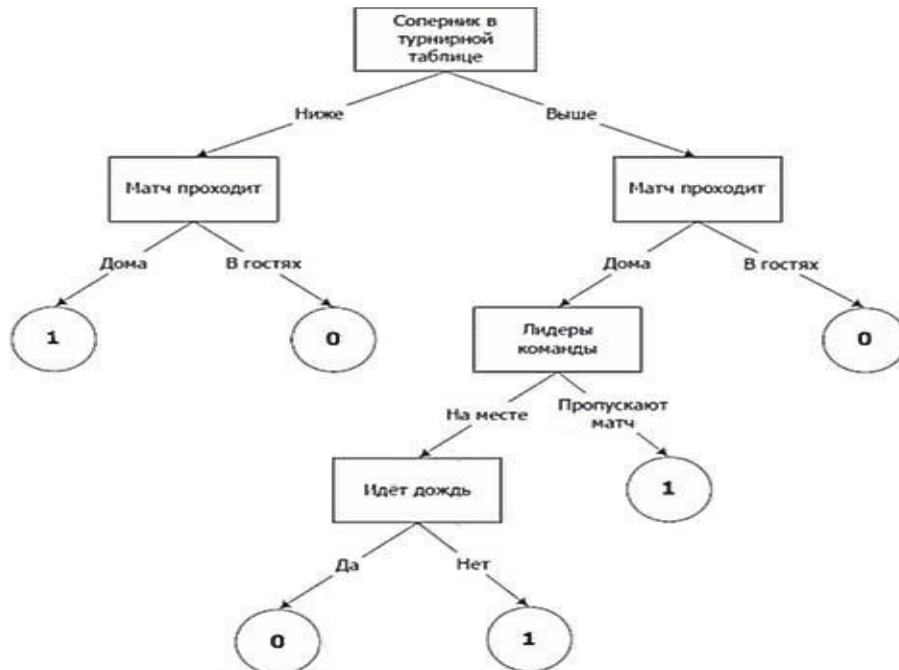 Соперник в
турнирной
таблице
Ниже
Выше
Матч проходит
Матч проходит
Дома
В гостях
Дома
В гостях
1
0
Лидеры
команды
0
На месте
Пропускают
матч
Идёт дождь
1
Да
Нет
0
1